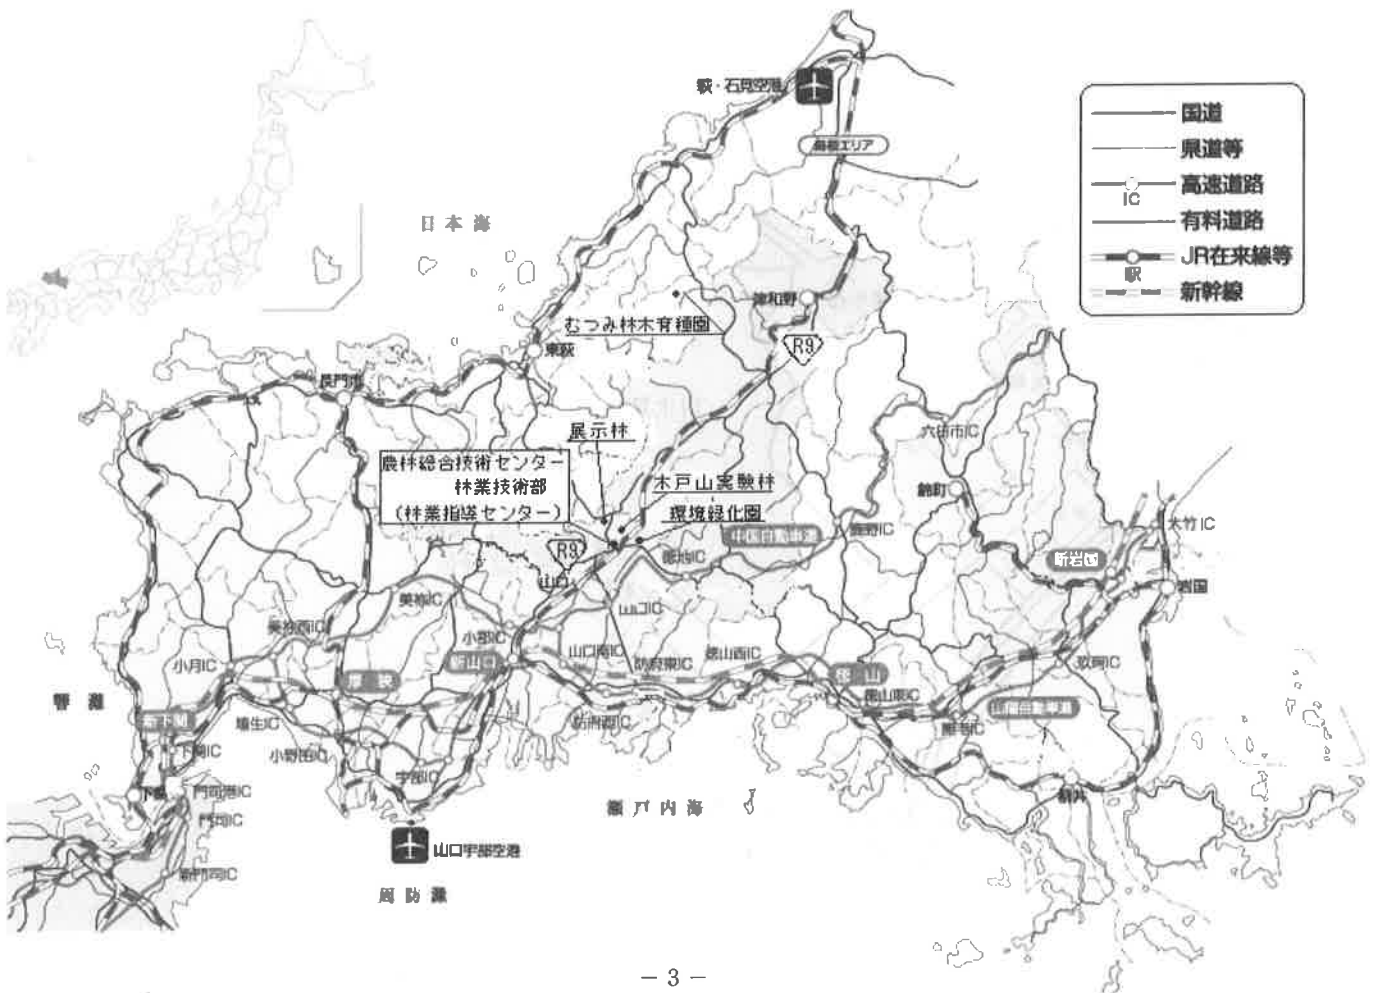 萩・石見空港
島根エリア
国道
県道等
高速道路
IC
有料道路
JR在来線等
駅
新幹線
日本海
津和野
むつみ林木育種園
R9
東萩
長門市
展示林
六日市IC
農林総合技術センター
林業技術部
(林業指導センター)
木戸山実験林
環境緑化園
錦町
中国自動車道
鹿野IC
大竹IC
R9
徳地IC
新岩国
山口
岩国
美祢IC
山口IC
美祢西IC
小郡IC
小月IC
新山口
山口南IC
防府東IC
徳山西IC
玖珂IC
厚狭
徳山
徳山東IC
響灘
新下関
埴生IC
防府西IC
熊毛IC
山陽自動車道
下関IC
小野田IC
宇部IC
下関
門司港IC
柳井
瀬戸内海
門司IC
山口宇部空港
新門司IC
周防灘
－3－